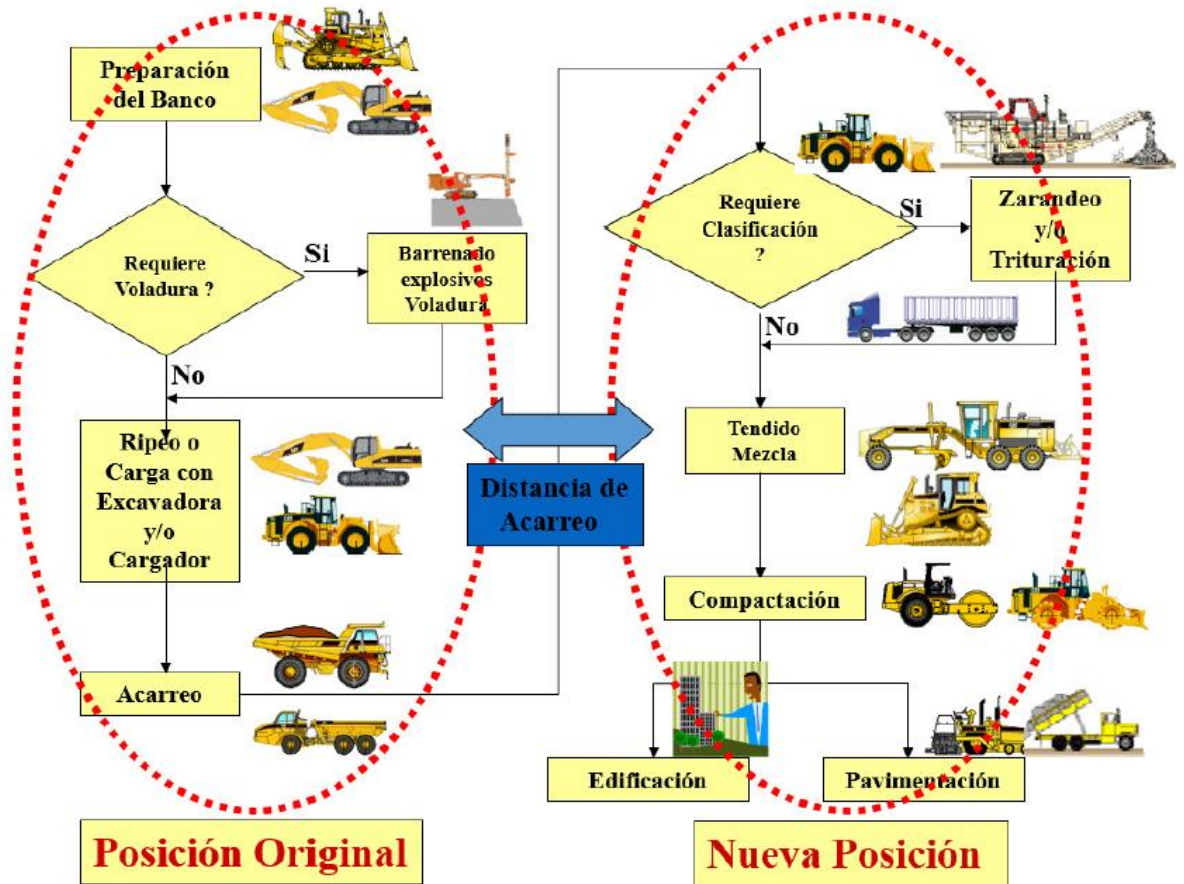 Preparación
del Banco
Requiere
Voladura ?
Si
Barrenado
explosivos
Voladura
No
Ripeo o
Carga con
Excavadora
y/o
Cargador
Acarreo
Posición Original
Distancia de
Acarreo
Requiere
Clasificación
?
Si
Zarandeo
y/o
Trituración
No
Tendido
Mezcla
Compactación
Edificación
Pavimentación
Nueva Posición